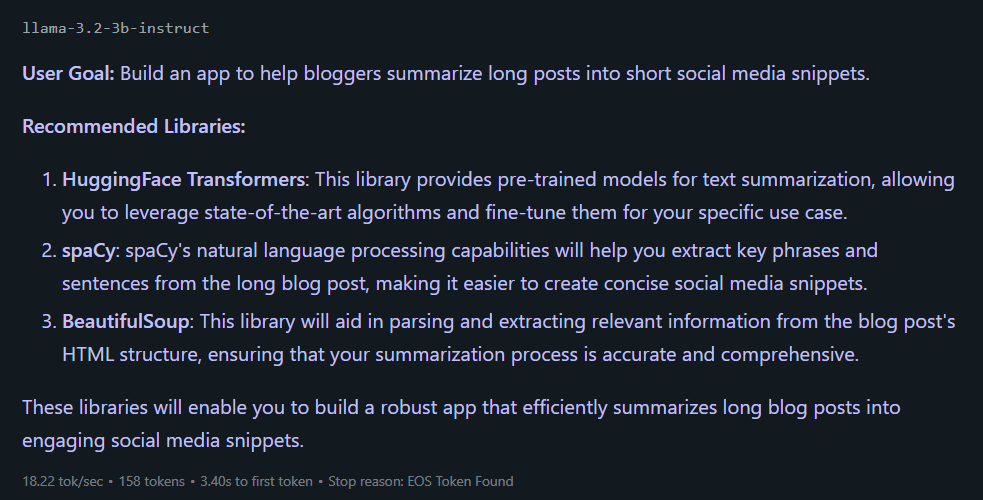 llama-3.2-3b-instruct
User Goal: Build an app to help bloggers summarize long posts into short social media snippets.
Recommended Libraries:
1. HuggingFace Transformers: This library provides pre-trained models for text summarization, allowing
you to leverage state-of-the-art algorithms and fine-tune them for your specific use case.
2. spaCy: spaCy's natural language processing capabilities will help you extract key phrases and
sentences from the long blog post, making it easier to create concise social media snippets.
3. BeautifulSoup: This library will aid in parsing and extracting relevant information from the blog post's
HTML structure, ensuring that your summarization process is accurate and comprehensive.
These libraries will enable you to build a robust app that efficiently summarizes long blog posts into
engaging social media snippets.
18.22 tok/sec • 158 tokens • 3.40s to first token • Stop reason: EOS Token Found